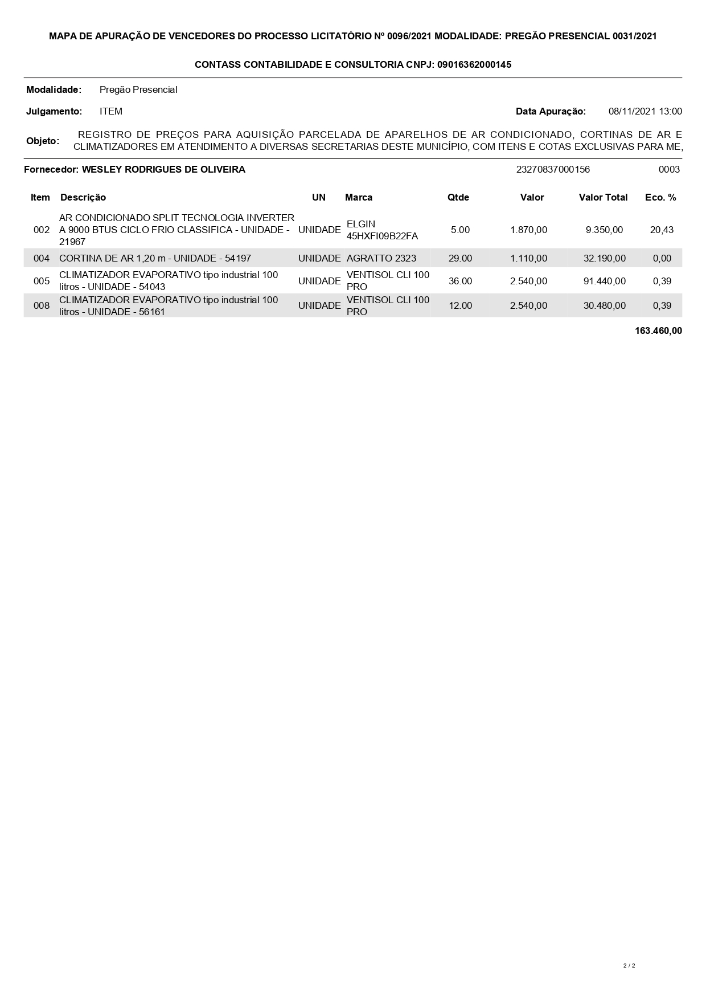 MAPA DE APURAÇÃO DE VENCEDORES DO PROCESSO LICITATÓRIO Nº 0096/2021 MODALIDADE: PREGÃO PRESENCIAL 0031/2021
CONTASS CONTABILIDADE E CONSULTORIA CNPJ: 09016362000145
Modalidade: Pregão Presencial
Julgamento: ITEM Data Apuração: 08/11/2021 13:00
Objeto: REGISTRO DE PREÇOS PARA AQUISIÇÃO PARCELADA DE APARELHOS DE AR CONDICIONADO, CORTINAS DE AR E
CLIMATIZADORES EM ATENDIMENTO A DIVERSAS SECRETARIAS DESTE MUNICÍPIO, COM ITENS E COTAS EXCLUSIVAS PARA ME,
Fornecedor: WESLEY RODRIGUES DE OLIVEIRA 23270837000156 0003
Item Descrição UN Marca Qtde Valor Valor Total Eco. %
AR CONDICIONADO SPLIT TECNOLOGIA INVERTER
002 A 9000 BTUS CICLO FRIO CLASSIFICA - UNIDADE - UNIDADE ELGIN 5.00 1.870,00 9.350,00 20,43
21967 45HXFI09B22FA
004 CORTINA DE AR 1,20 m - UNIDADE - 54197 UNIDADE AGRATTO 2323 29.00 1.110,00 32.190,00 0,00
005 CLIMATIZADOR EVAPORATIVO tipo industrial 100 UNIDADE VENTISOL CLI 100 36.00 2.540,00 91.440,00 0,39
litros - UNIDADE - 54043 PRO
008 CLIMATIZADOR EVAPORATIVO tipo industrial 100 UNIDADE VENTISOL CLI 100 12.00 2.540,00 30.480,00 0,39
litros - UNIDADE - 56161 PRO
163.460,00
2 / 2